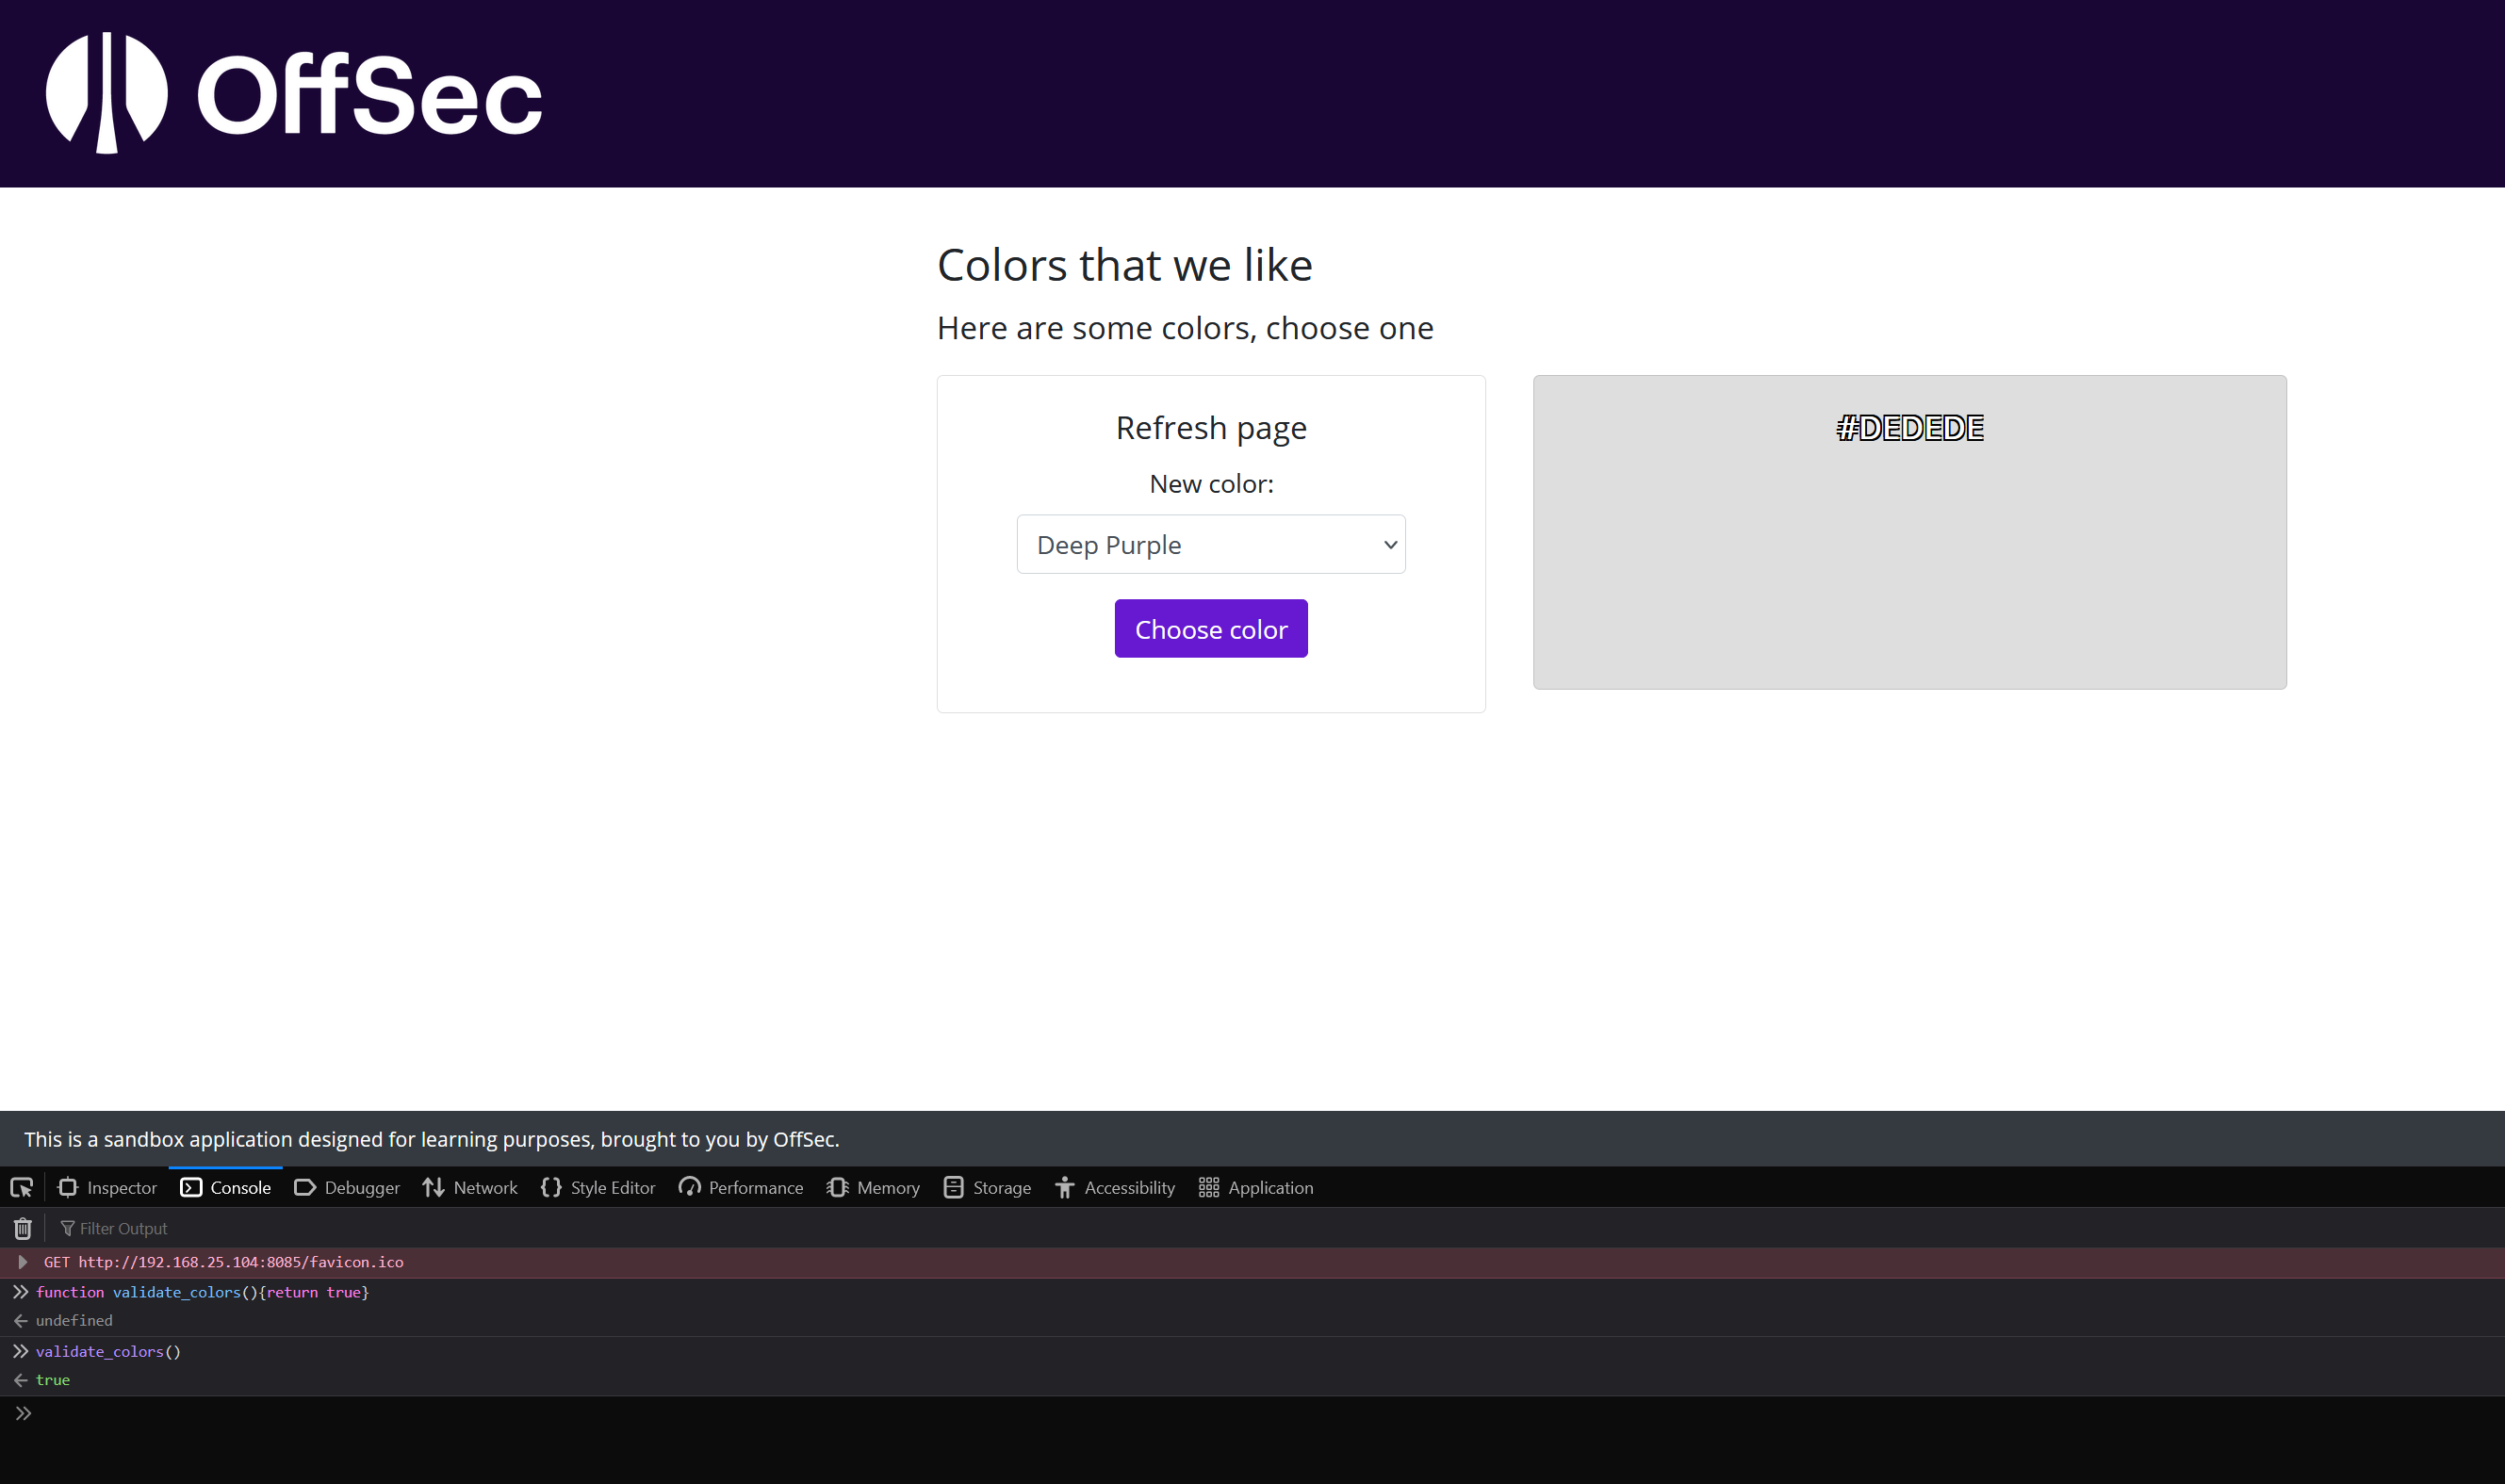 OffSec
Colors that we like
Here are some colors, choose one
Refresh page
New color:
Deep Purple
Choose color
#DEDEDE
This is a sandbox application designed for learning purposes, brought to you by OffSec.
Inspector Console Debugger Network Style Editor Performance Memory Storage Accessibility Application
Filter Output
GET http://192.168.25.104:8085/favicon.ico
function validate_colors(){return true}
undefined
validate_colors()
true